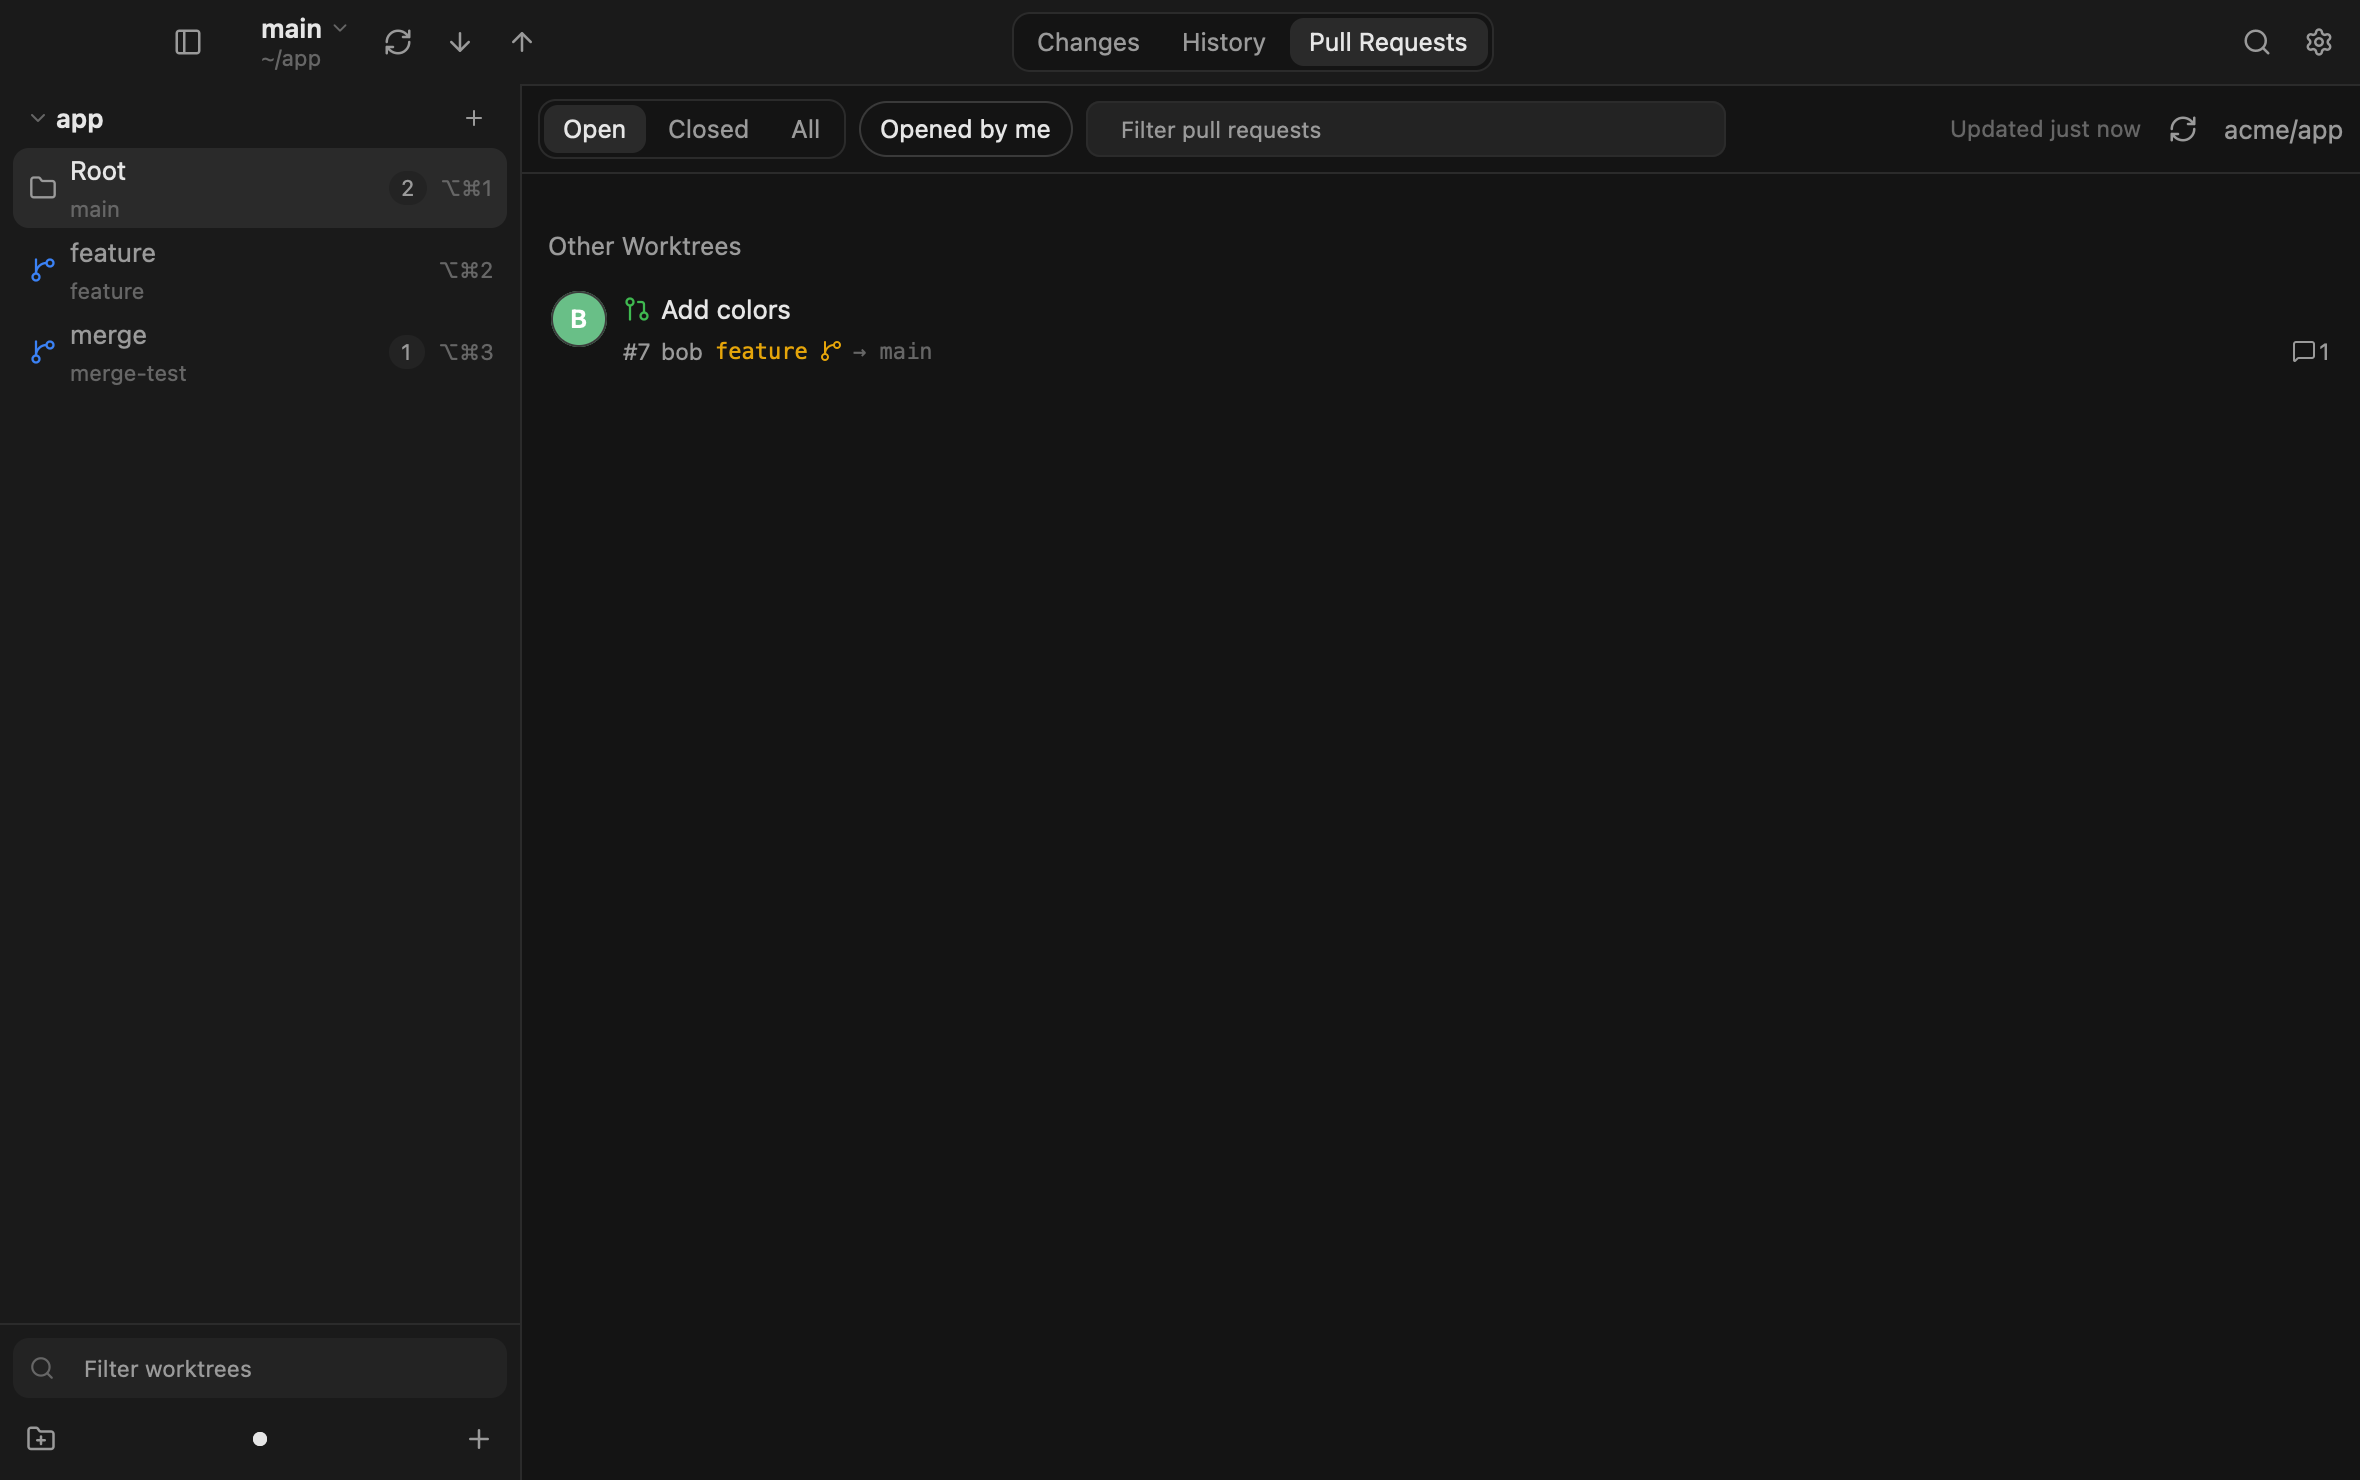 main
~/app
Changes History Pull Requests
app
Root
main
2 ⌥⌘1
feature
feature
⌥⌘2
merge
merge-test
1 ⌥⌘3
Filter worktrees
Open Closed All Opened by me Filter pull requests Updated just now acme/app
Other Worktrees
B
Add colors
#7 bob feature → main
1